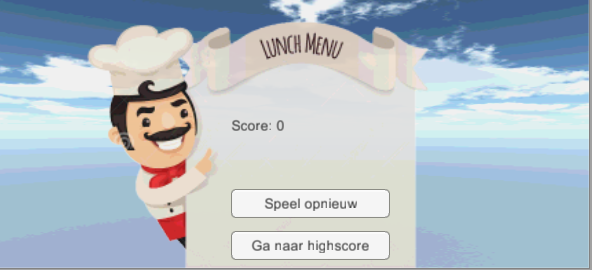 Lunch Menu
Score: 0
Speel opnieuw
Ga naar highscore